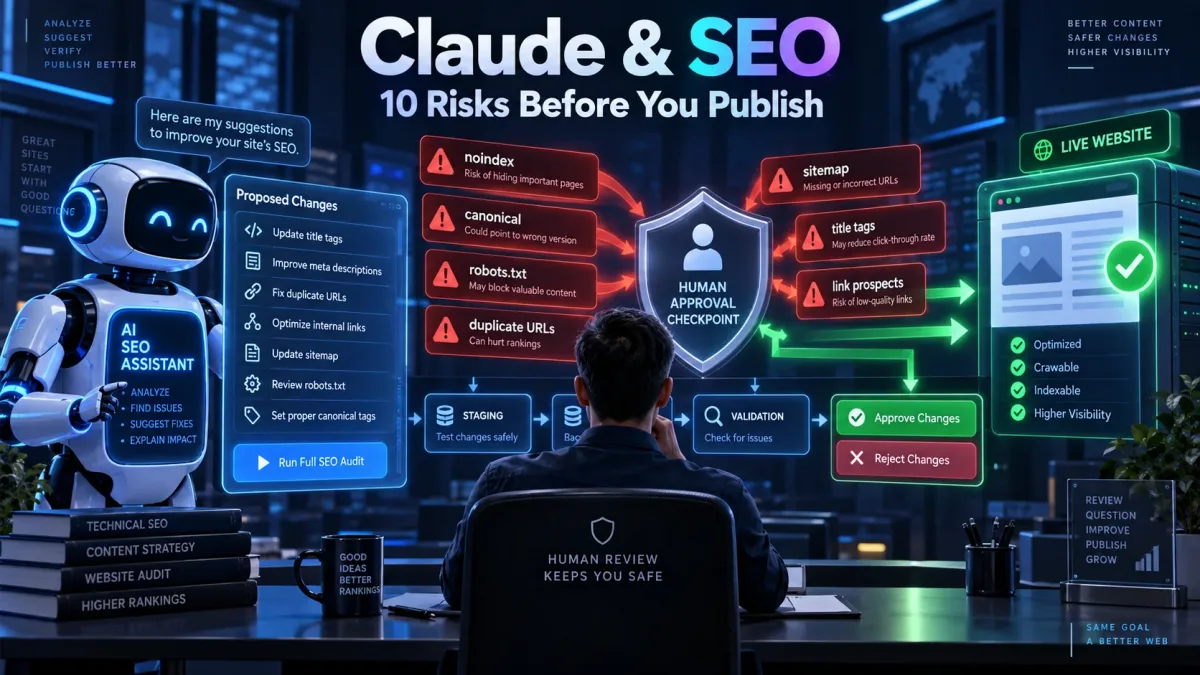 ANALYZE
SUGGEST
VERIFY
PUBLISH BETTER
Claude & SEO
10 Risks Before You Publish
BETTER CONTENT
SAFER CHANGES
HIGHER VISIBILITY
GREAT
SITES
START
WITH
GOOD
QUESTIONS
Here are my suggestions
to improve your site's SEO.
AI
SEO
ASSISTANT
• ANALYZE
• FIND ISSUES
• SUGGEST FIXES
• EXPLAIN IMPACT
Proposed Changes
Update title tags
Improve meta descriptions
Fix duplicate URLs
Optimize internal links
Update sitemap
Review robots.txt
Set proper canonical tags
Run Full SEO Audit
noindex
Risk of hiding important pages
canonical
Could point to wrong version
robots.txt
May block valuable content
duplicate URLs
Can hurt rankings
HUMAN
APPROVAL
CHECKPOINT
sitemap
Missing or incorrect URLs
title tags
May reduce click-through rate
link prospects
Risk of low-quality links
LIVE WEBSITE
Optimized
Crawable
Indexable
Higher Visibility
STAGING
Test changes safely
VALIDATION
Check for issues
Approve Changes
Reject Changes
TECHNICAL SEO
CONTENT STRATEGY
WEBSITE AUDIT
HIGHER RANKINGS
GOOD
IDEAS
BETTER
RANKINGS
HUMAN REVIEW
KEEPS YOU SAFE
REVIEW
QUESTION
IMPROVE
PUBLISH
GROW
SAME GOAL
A BETTER WEB